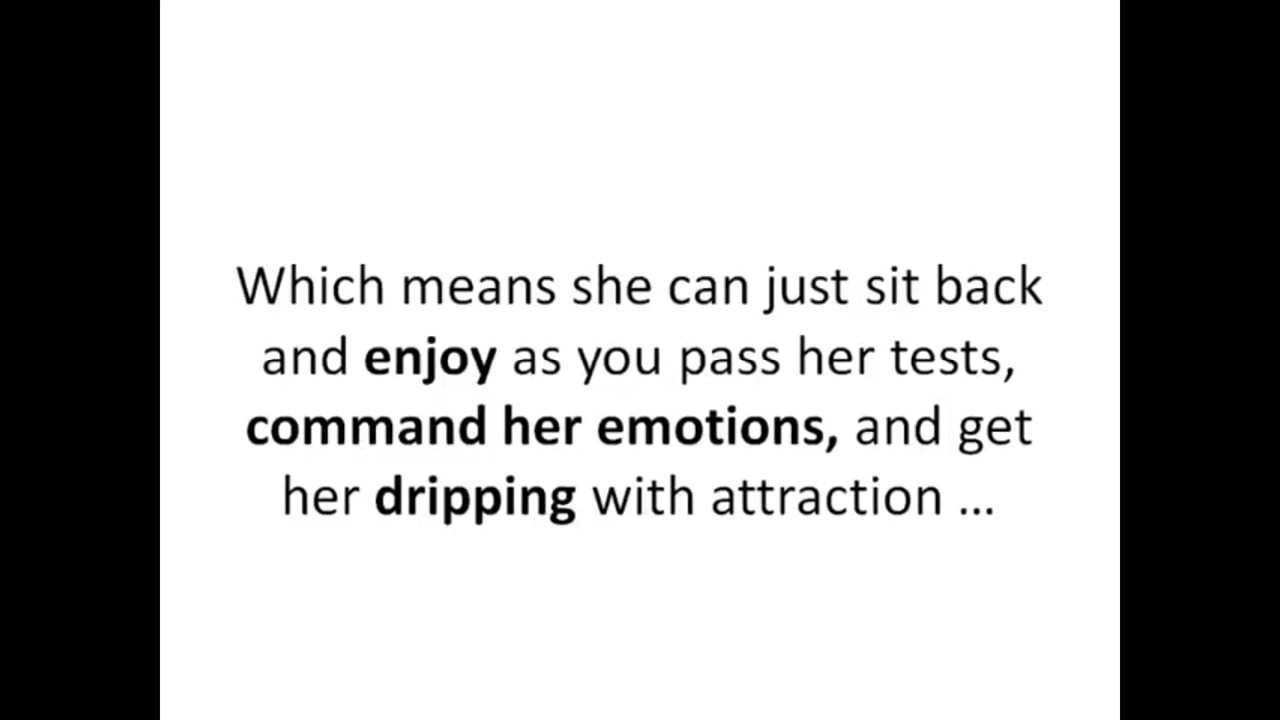 Which means she can just sit back
and enjoy as you pass her tests,
command her emotions, and get
her dripping with attraction ...